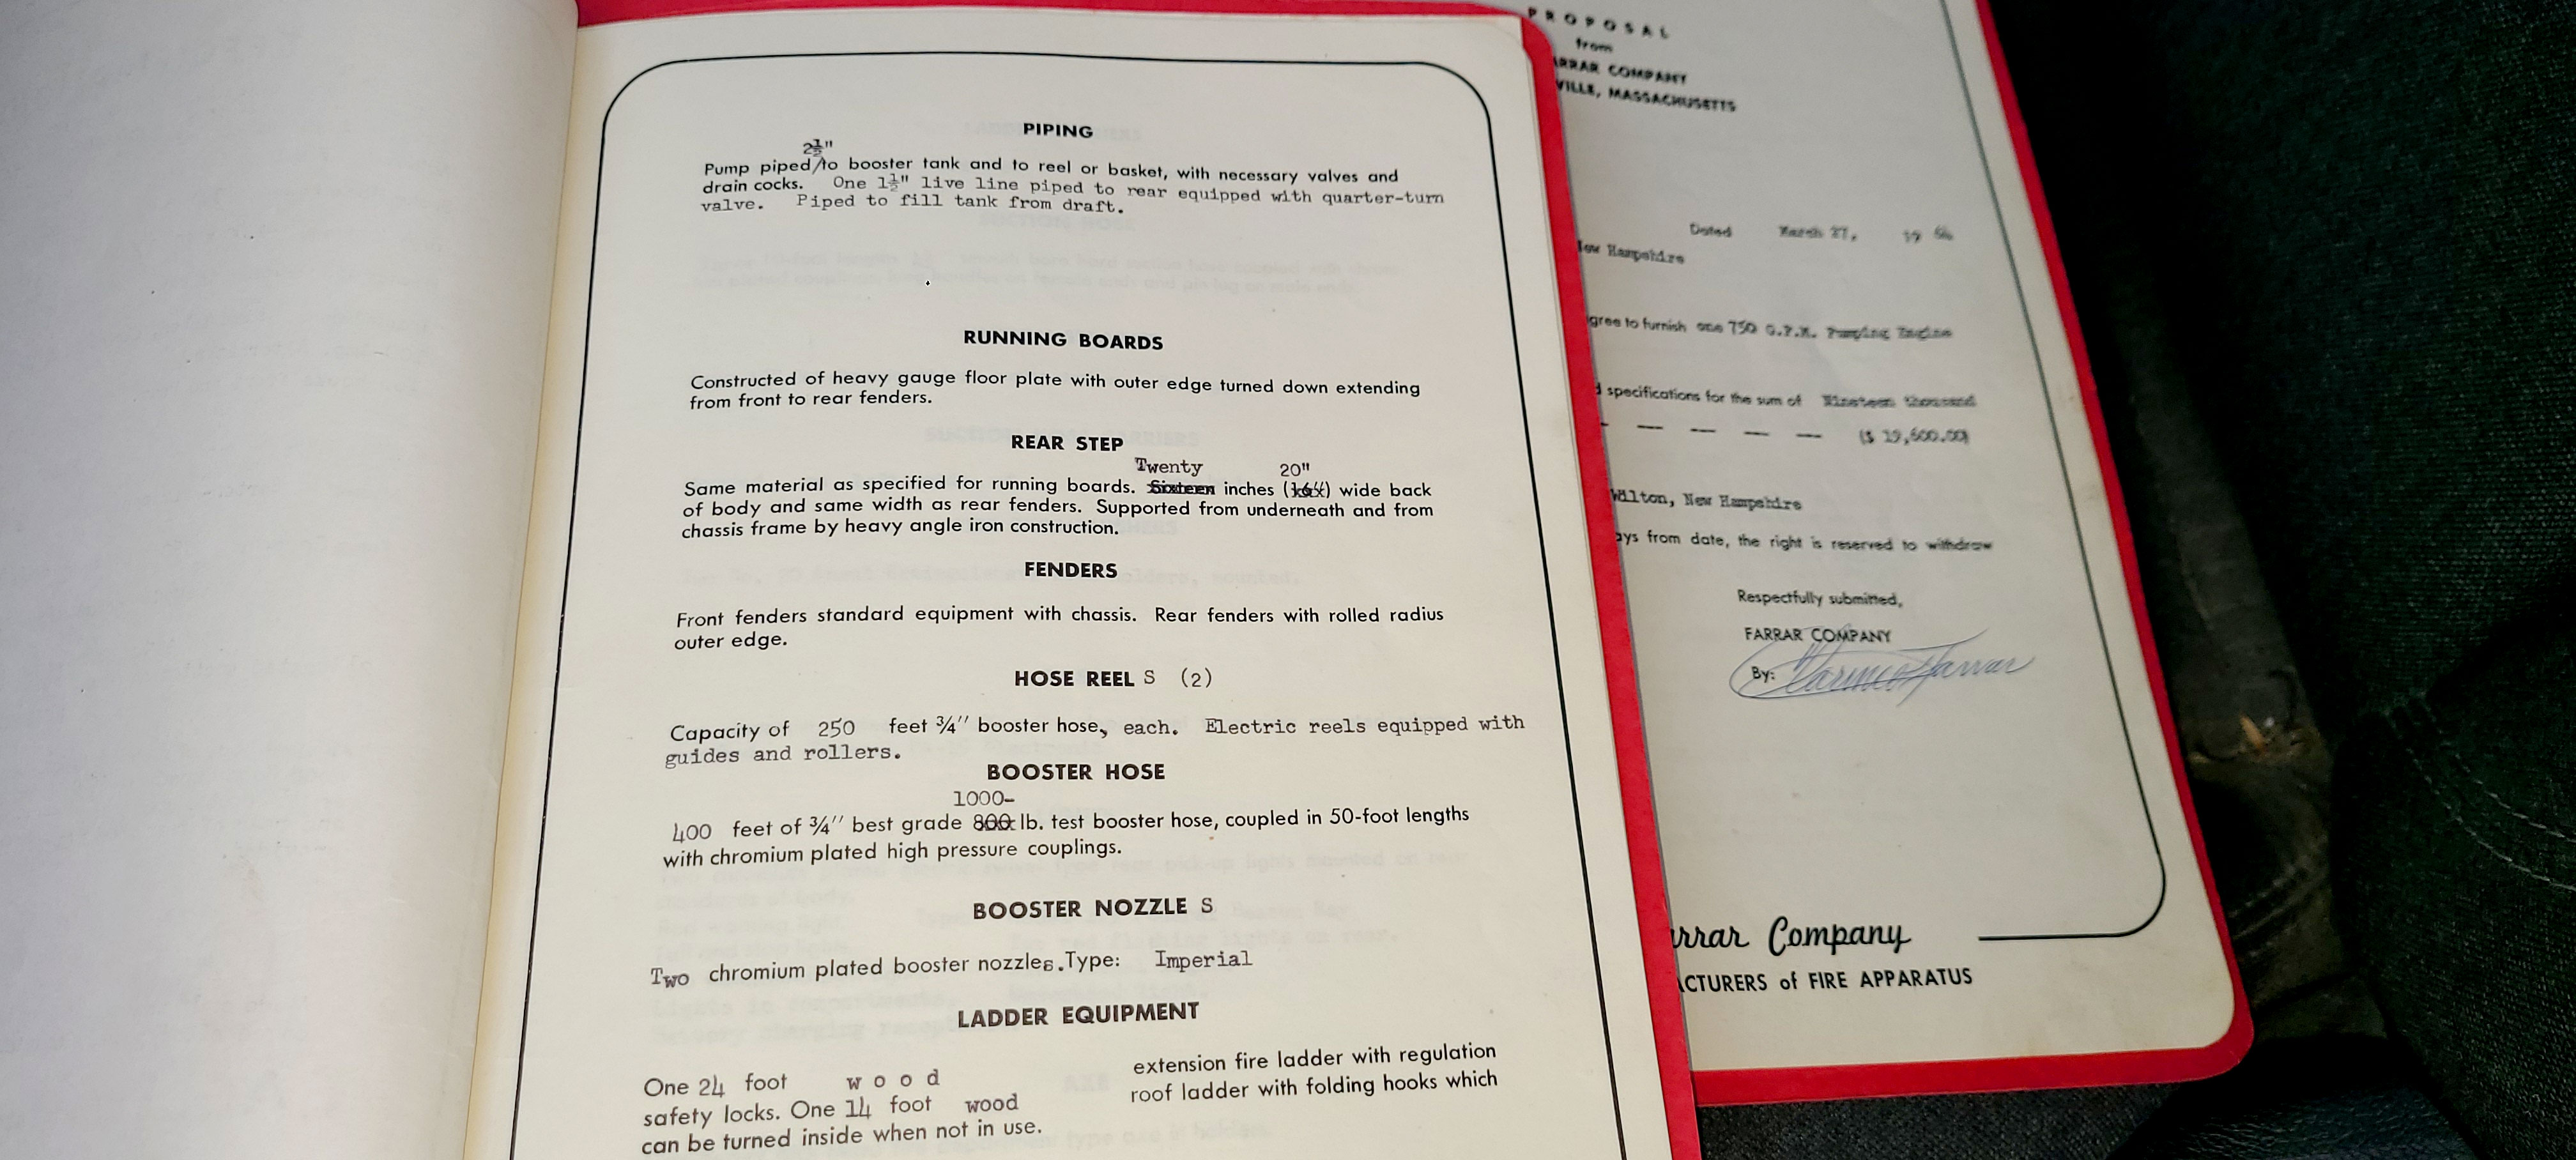 PIPING
2½"
Pump piped/to booster tank and to reel or basket, with necessary valves and
drain cocks. One 1½" live line piped to rear equipped with quarter-turn
valve. Piped to fill tank from draft.
RUNNING BOARDS
Constructed of heavy gauge floor plate with outer edge turned down extending
from front to rear fenders.
REAR STEP
Twenty 20"
Same material as specified for running boards. Sixteen inches (16") wide back
of body and same width as rear fenders. Supported from underneath and from
chassis frame by heavy angle iron construction.
FENDERS
Front fenders standard equipment with chassis. Rear fenders with rolled radius
outer edge.
HOSE REEL S (2)
Capacity of 250 feet ¾″ booster hose, each. Electric reels equipped with
guides and rollers.
BOOSTER HOSE
1000-
400 feet of ¾″ best grade 800 lb. test booster hose, coupled in 50-foot lengths
with chromium plated high pressure couplings.
BOOSTER NOZZLE S
Two chromium plated booster nozzles. Type: Imperial
LADDER EQUIPMENT
One 24 foot wood extension fire ladder with regulation
safety locks. One 14 foot wood roof ladder with folding hooks which
can be turned inside when not in use.
PROPOSAL
from
RRAR COMPANY
VILLE, MASSACHUSETTS
Dated March 27, 19
New Hampshire
gree to furnish one 750 G.P.M. Pumping Engine
d specifications for the sum of Nineteen thousand
— — — — — ($ 19,600.00)
Wilton, New Hampshire
ays from date, the right is reserved to withdraw
Respectfully submitted,
FARRAR COMPANY
By: Clarence Farrar
arrar Company
ACTURERS of FIRE APPARATUS